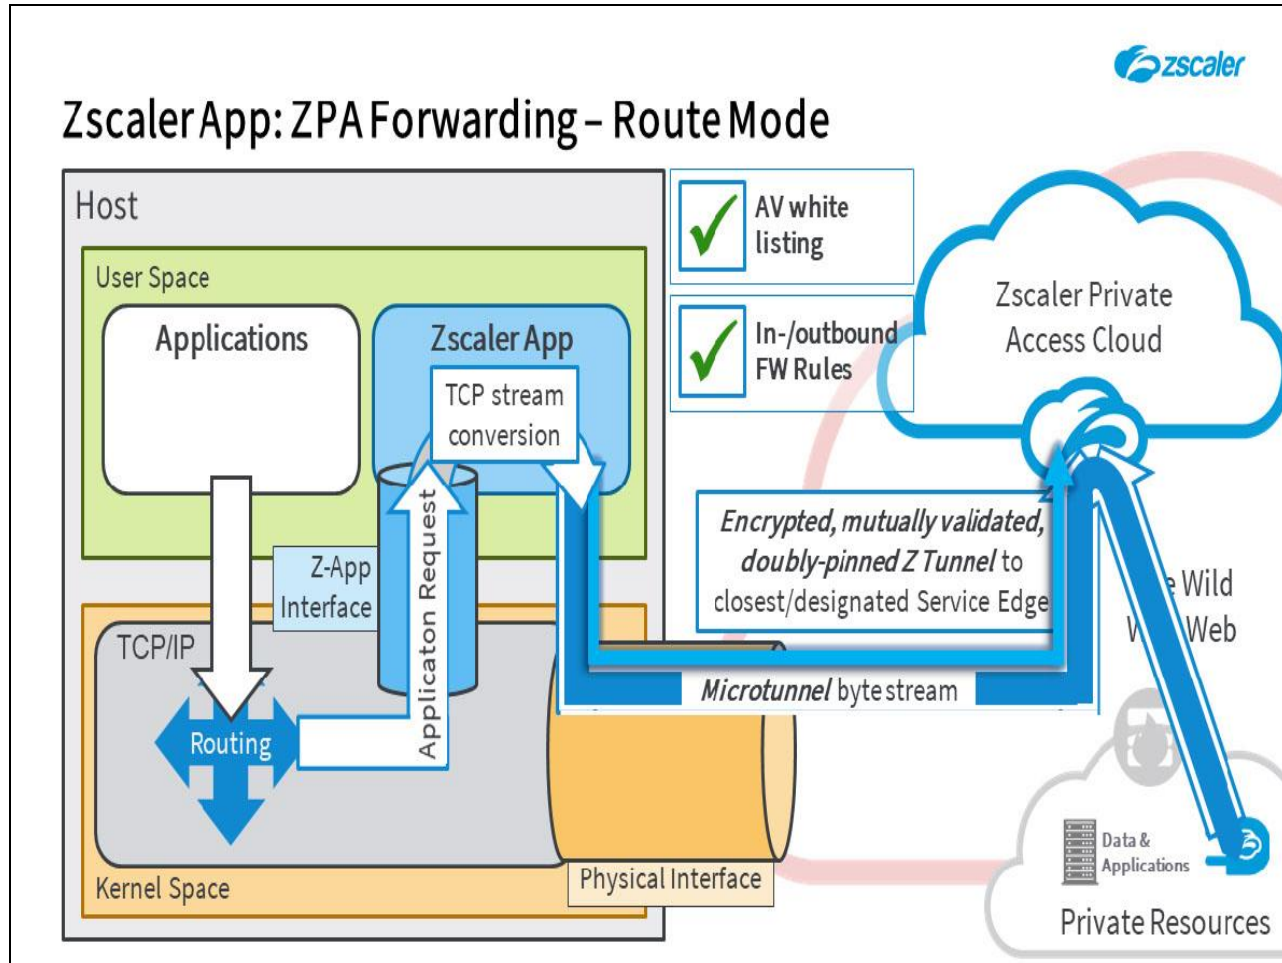 zscaler
Zscaler App: ZPA Forwarding – Route Mode
Host
User Space
Applications
Zscaler App
TCP stream
conversion
Z-App
Interface
Applicaton Request
TCP/IP
Routing
Kernel Space
Physical Interface
AV white
listing
In-/outbound
FW Rules
Encrypted, mutually validated,
doubly-pinned Z Tunnel to
closest/designated Service Edge
Microtunnel byte stream
Zscaler Private
Access Cloud
e Wild
W Web
Data &
Applications
Private Resources